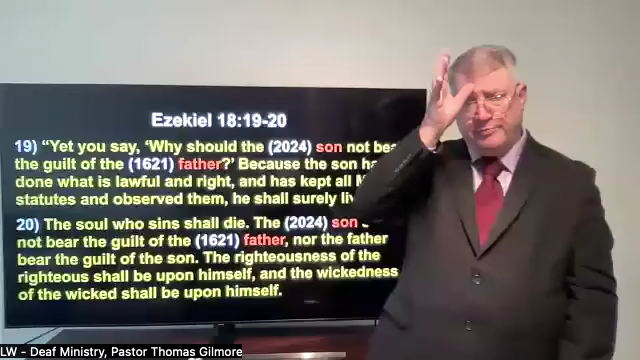 Ezekiel 18:19-20
19) “Yet you say, ‘Why should the (2024) son not
the guilt of the (1621) father?’ Because the son
done what is lawful and right, and has kept all
statutes and observed them, he shall surely
20) The soul who sins shall die. The (2024) son
not bear the guilt of the (1621) father, nor the father
bear the guilt of the son. The righteousness of the
righteous shall be upon himself, and the wickedness
of the wicked shall be upon himself.
LW - Deaf Ministry, Pastor Thomas Gilmore